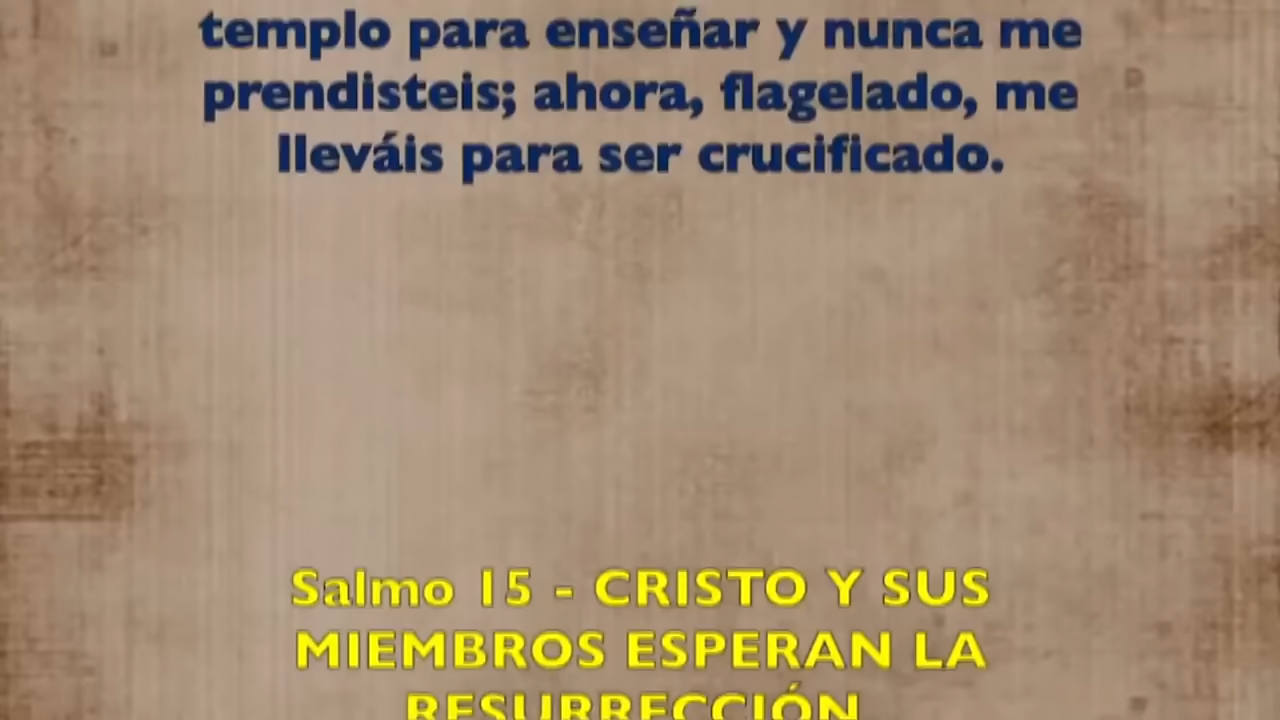 templo para enseñar y nunca me
prendisteis; ahora, flagelado, me
lleváis para ser crucificado.
Salmo 15 - CRISTO Y SUS
MIEMBROS ESPERAN LA
RESURRECCIÓN